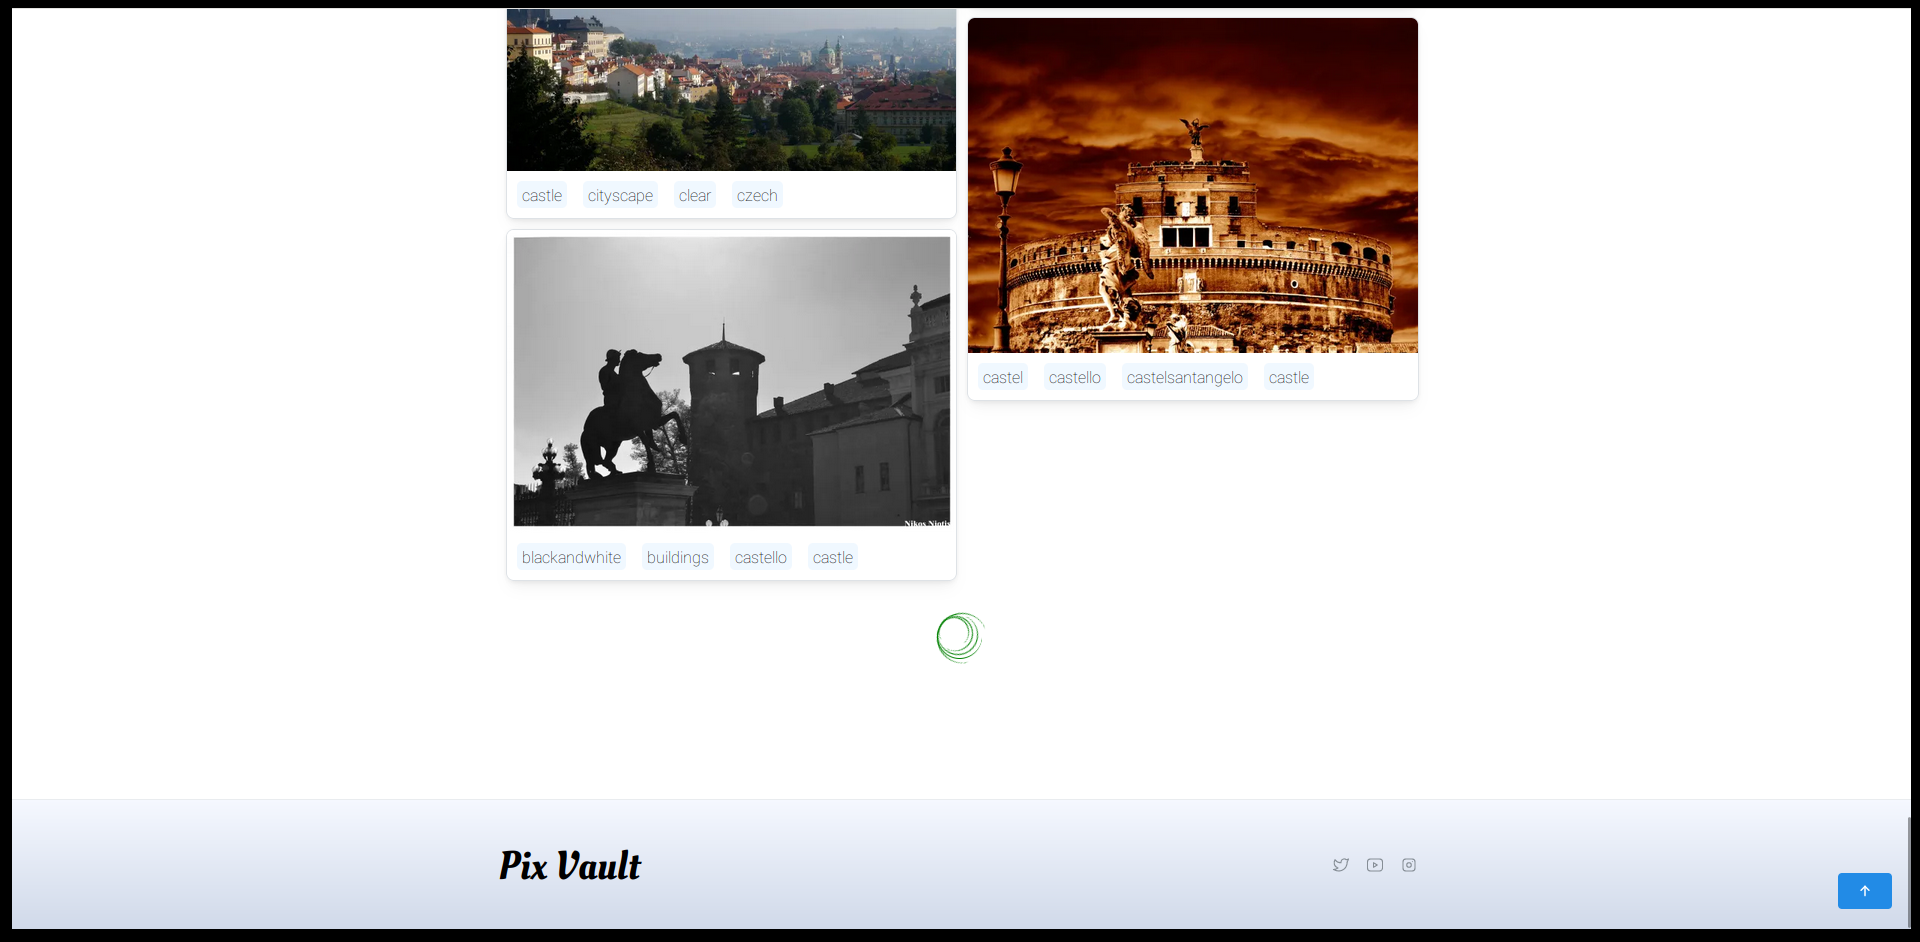 castle cityscape clear czech
castel castello castelsantangelo castle
Nikos Niotis
blackandwhite buildings castello castle
Pix Vault